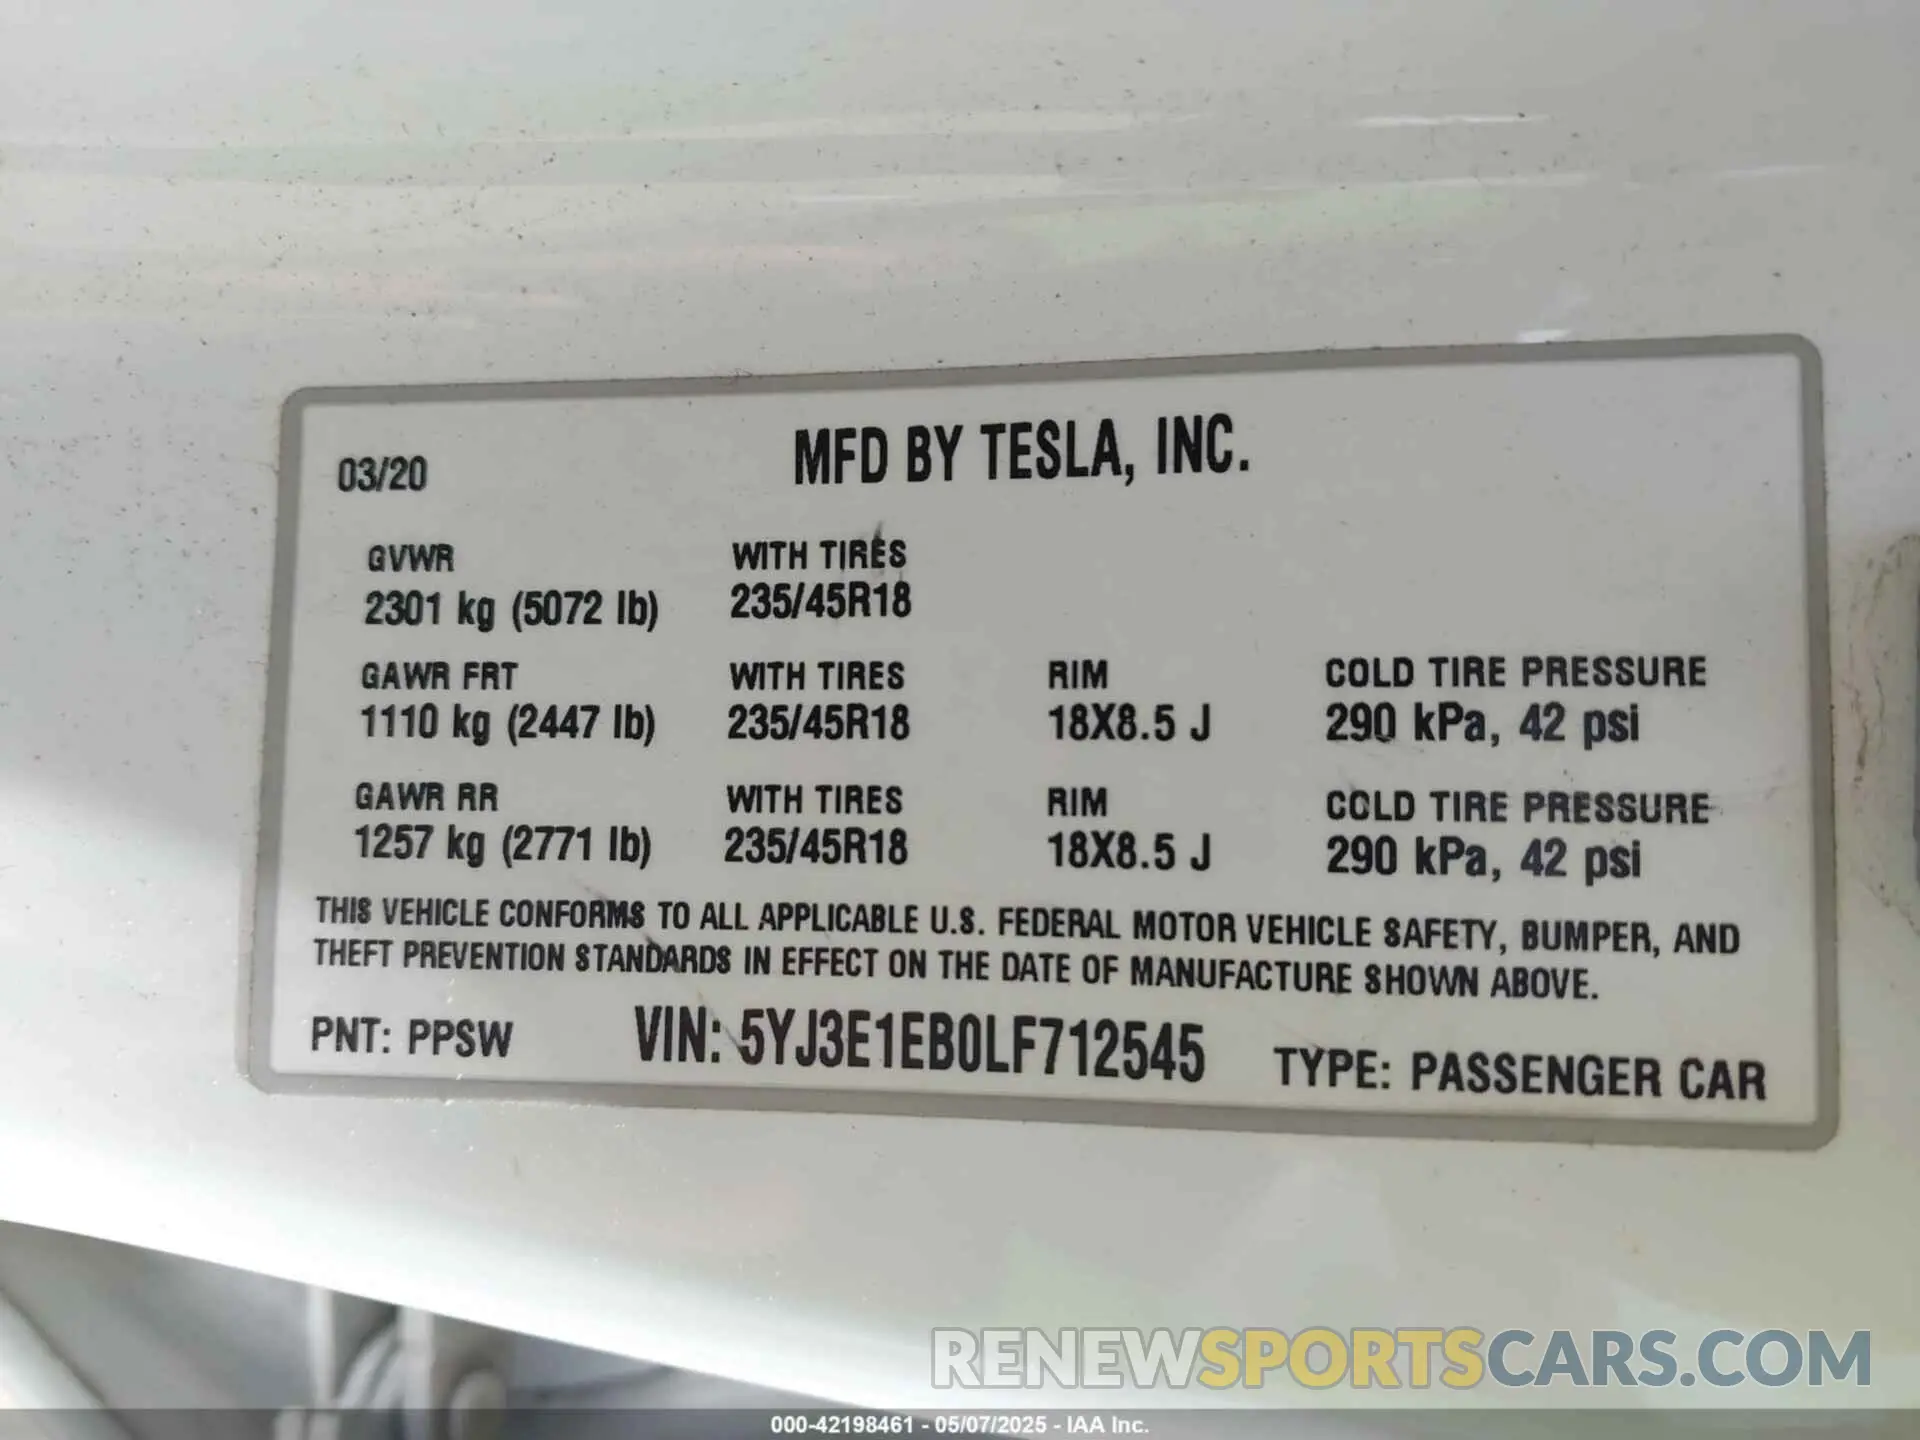 03/20 MFD BY TESLA, INC.
GVWR WITH TIRES
2301 kg (5072 lb) 235/45R18
GAWR FRT WITH TIRES RIM COLD TIRE PRESSURE
1110 kg (2447 lb) 235/45R18 18X8.5 J 290 kPa, 42 psi
GAWR RR WITH TIRES RIM COLD TIRE PRESSURE
1257 kg (2771 lb) 235/45R18 18X8.5 J 290 kPa, 42 psi
THIS VEHICLE CONFORMS TO ALL APPLICABLE U.S. FEDERAL MOTOR VEHICLE SAFETY, BUMPER, AND
THEFT PREVENTION STANDARDS IN EFFECT ON THE DATE OF MANUFACTURE SHOWN ABOVE.
PNT: PPSW VIN: 5YJ3E1EB0LF712545 TYPE: PASSENGER CAR
RENEWSPORTSCARS.COM
000-42198461 - 05/07/2025 - IAA Inc.